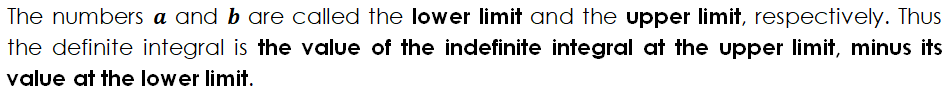 The numbers a and b are called the lower limit and the upper limit, respectively. Thus
the definite integral is the value of the indefinite integral at the upper limit, minus its
value at the lower limit.